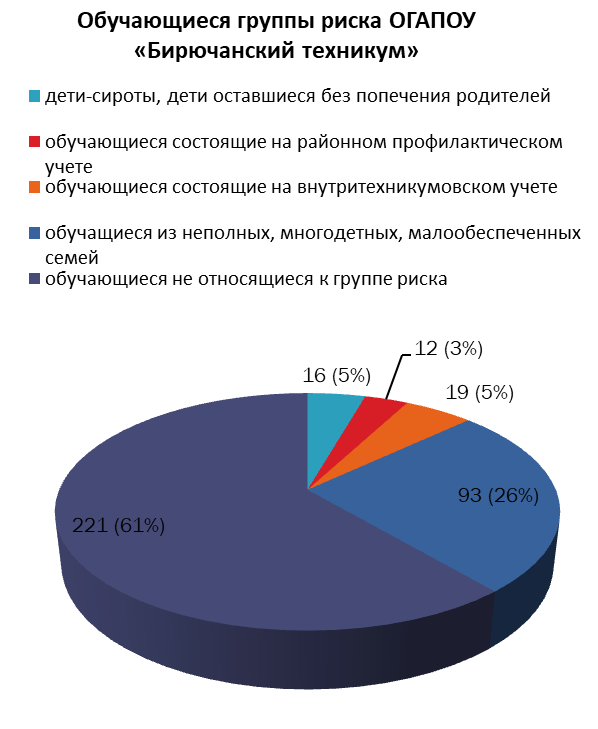 Обучающиеся группы риска ОГАПОУ
«Бирючанский техникум»
дети-сироты, дети оставшиеся без попечения родителей
обучающиеся состоящие на районном профилактическом
учете
обучающиеся состоящие на внутритехникумовском учете
обучащиеся из неполных, многодетных, малообеспеченных
семей
обучающиеся не относящиеся к группе риска
12 (3%)
16 (5%)
19 (5%)
93 (26%)
221 (61%)